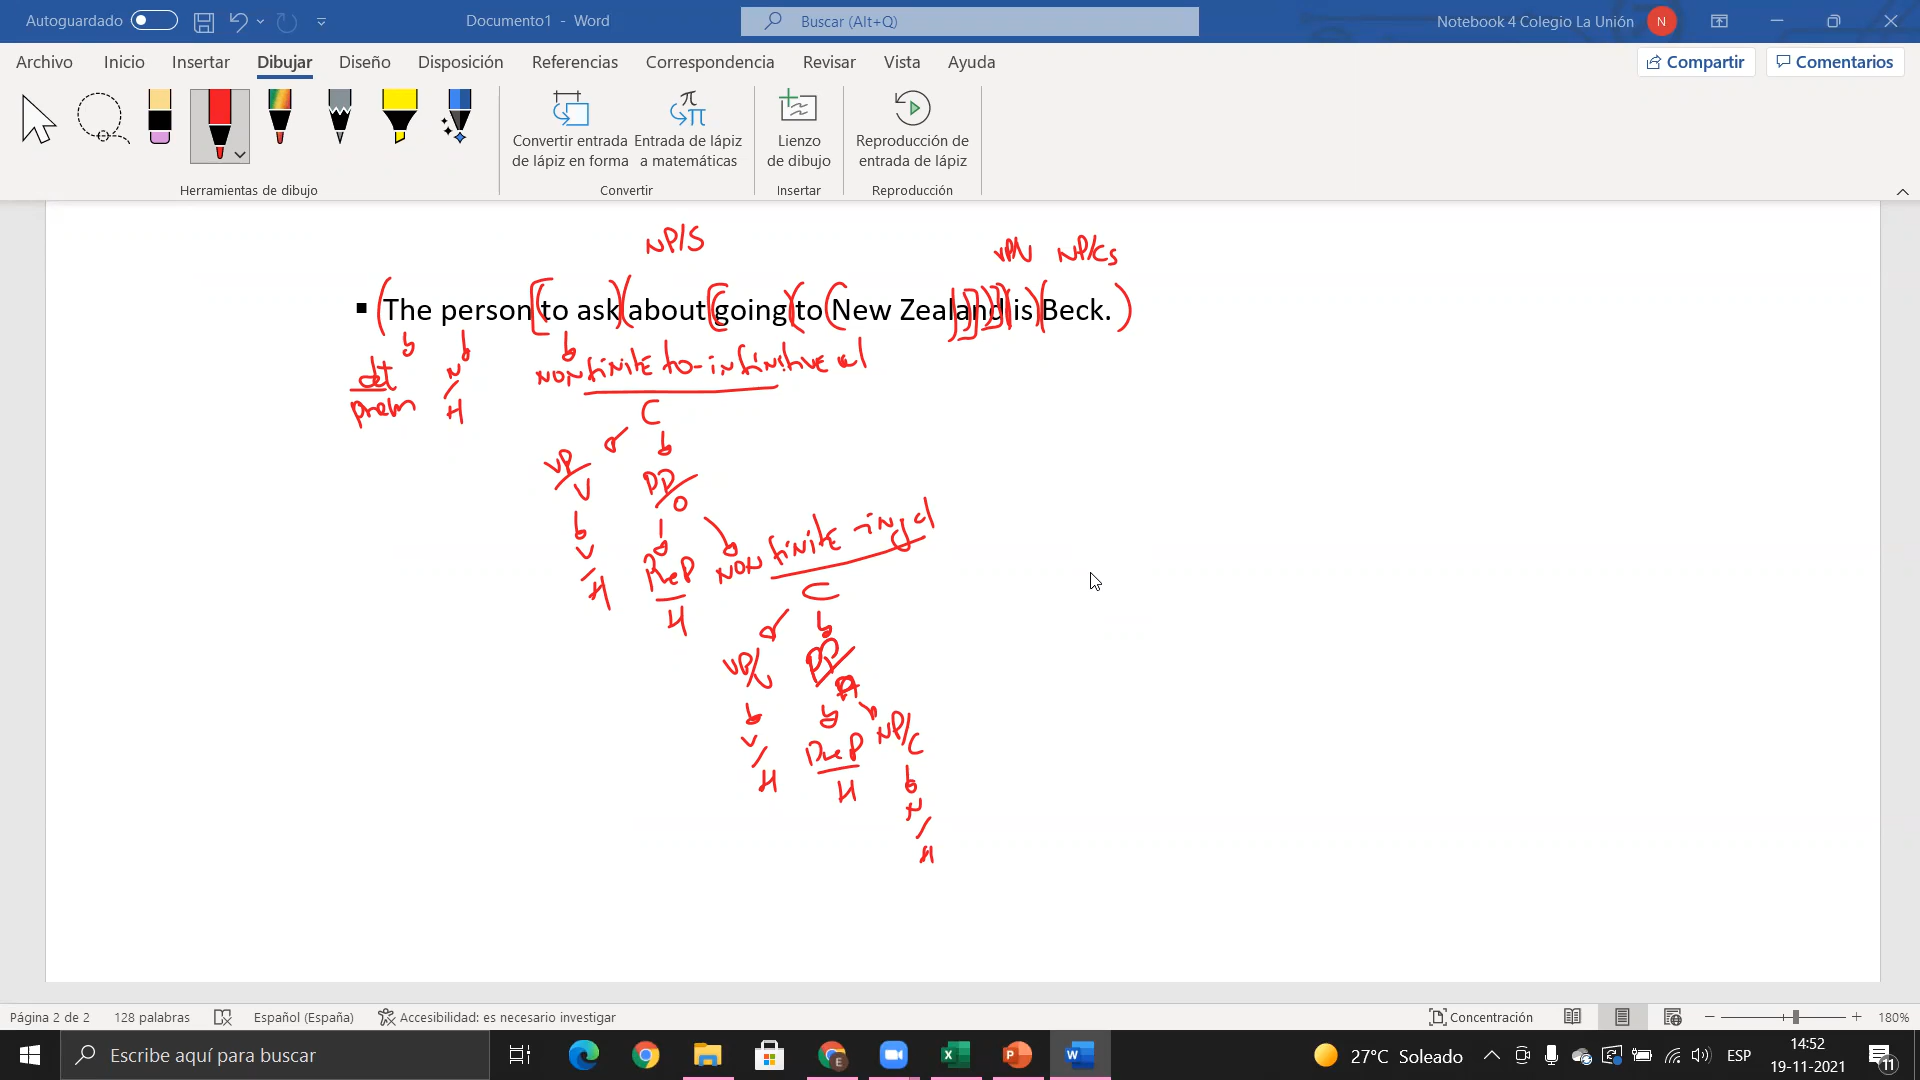 Autoguardado
Documento1 - Word
Buscar (Alt+Q)
Notebook 4 Colegio La Unión
N
Archivo Inicio Insertar Dibujar Diseño Disposición Referencias Correspondencia Revisar Vista Ayuda
Compartir
Comentarios
Convertir entrada de lápiz en forma
Entrada de lápiz a matemáticas
Lienzo de dibujo
Reproducción de entrada de lápiz
Herramientas de dibujo
Convertir
Insertar
Reproducción
NP/S
NP/Cs
▪ The person to ask about going to New Zealand is Beck.
det
N
/
H
NON finite to-infinitive cl
C
VP/V
PP/O
V/H
PreP
H
NON finite -ing cl
C
VP/V
PP/A
V/H
PreP
H
NP/C
N/H
Página 2 de 2
128 palabras
Español (España)
Accesibilidad: es necesario investigar
Concentración
180%
Escribe aquí para buscar
27°C Soleado
ESP
14:52
19-11-2021
11